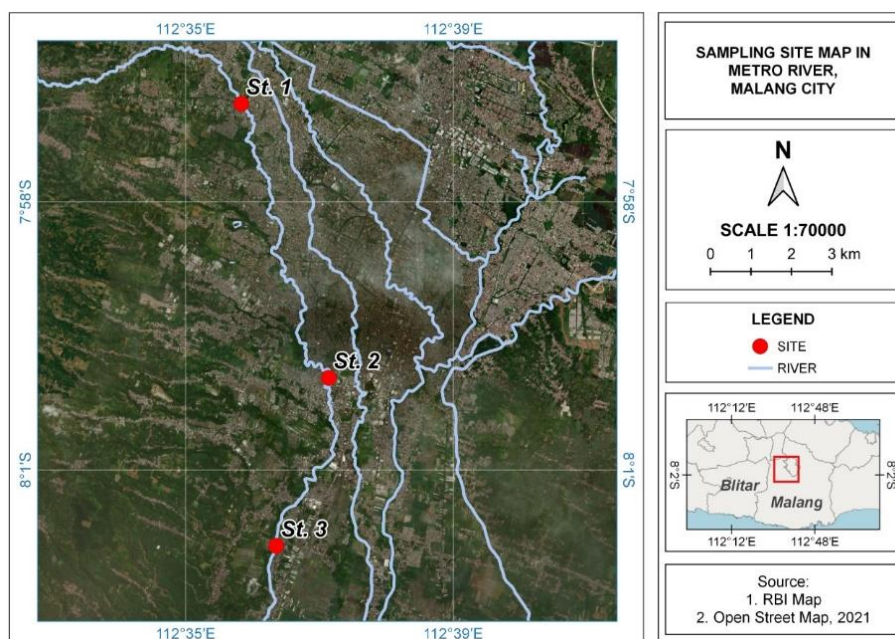 112°35'E
112°39'E
St. 1
7°58'S
7°58'S
St. 2
8°1'S
8°1'S
St. 3
112°35'E
112°39'E
SAMPLING SITE MAP IN
METRO RIVER,
MALANG CITY
N
SCALE 1:70000
0 1 2 3 km
LEGEND
SITE
RIVER
112°12'E 112°48'E
8°2'S
8°2'S
Blitar
Malang
112°12'E 112°48'E
Source:
1. RBI Map
2. Open Street Map, 2021